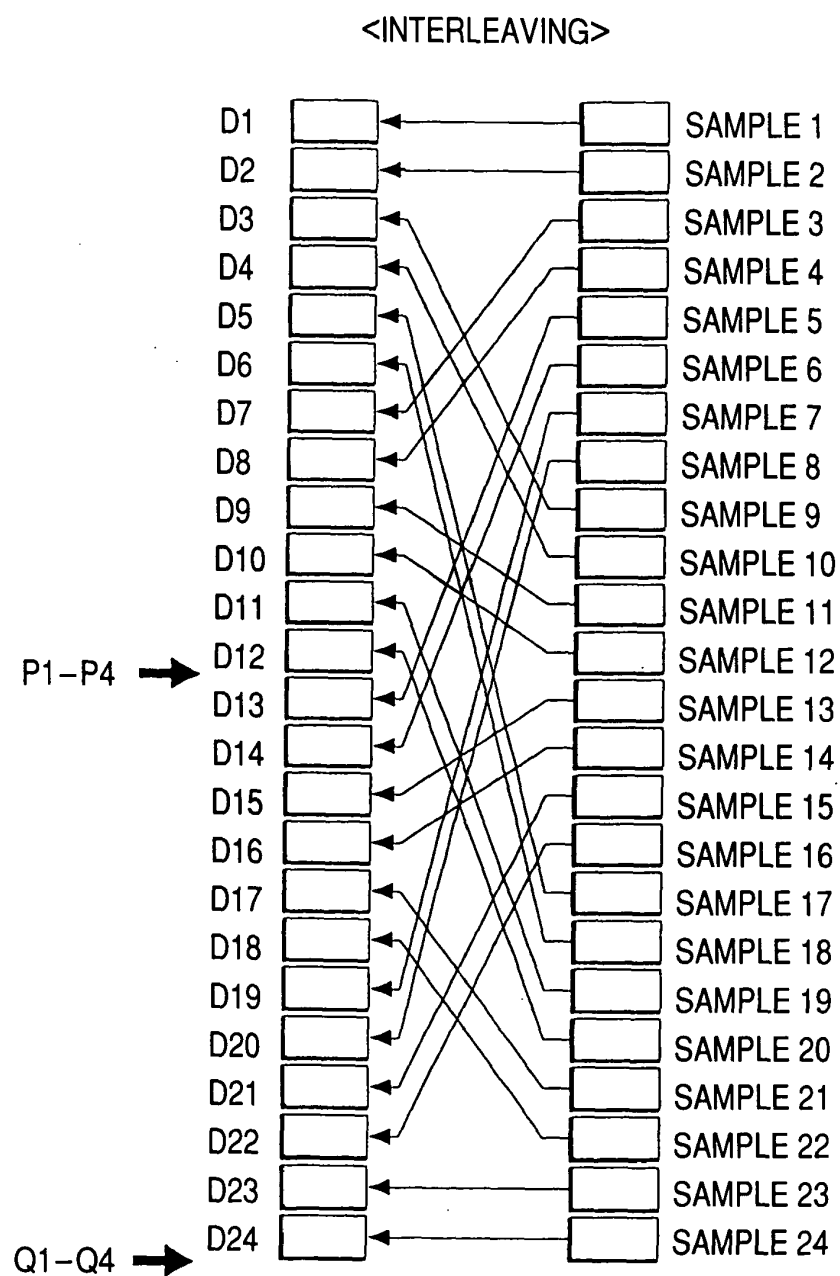 <INTERLEAVING>
D1 SAMPLE 1
D2 SAMPLE 2
D3 SAMPLE 3
D4 SAMPLE 4
D5 SAMPLE 5
D6 SAMPLE 6
D7 SAMPLE 7
D8 SAMPLE 8
D9 SAMPLE 9
D10 SAMPLE 10
D11 SAMPLE 11
D12 SAMPLE 12
P1-P4
D13 SAMPLE 13
D14 SAMPLE 14
D15 SAMPLE 15
D16 SAMPLE 16
D17 SAMPLE 17
D18 SAMPLE 18
D19 SAMPLE 19
D20 SAMPLE 20
D21 SAMPLE 21
D22 SAMPLE 22
D23 SAMPLE 23
D24 SAMPLE 24
Q1-Q4